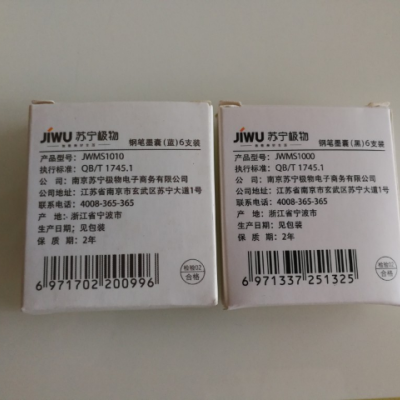 JIWU 苏宁极物
钢笔墨囊(蓝)6支装
产品型号: JWMS1010
执行标准: QB/T 1745.1
公 司: 南京苏宁极物电子商务有限公司
公司地址: 江苏省南京市玄武区苏宁大道1号
联系电话: 4008-365-365
产 地: 浙江省宁波市
生产日期: 见包装
保 质 期: 2年
合格
6 971702 200996
JIWU 苏宁极物
钢笔墨囊(黑)6支装
产品型号: JWMS1000
执行标准: QB/T 1745.1
公 司: 南京苏宁极物电子商务有限公司
公司地址: 江苏省南京市玄武区苏宁大道1号
联系电话: 4008-365-365
产 地: 浙江省宁波市
生产日期: 见包装
保 质 期: 2年
合格
6 971337 251325